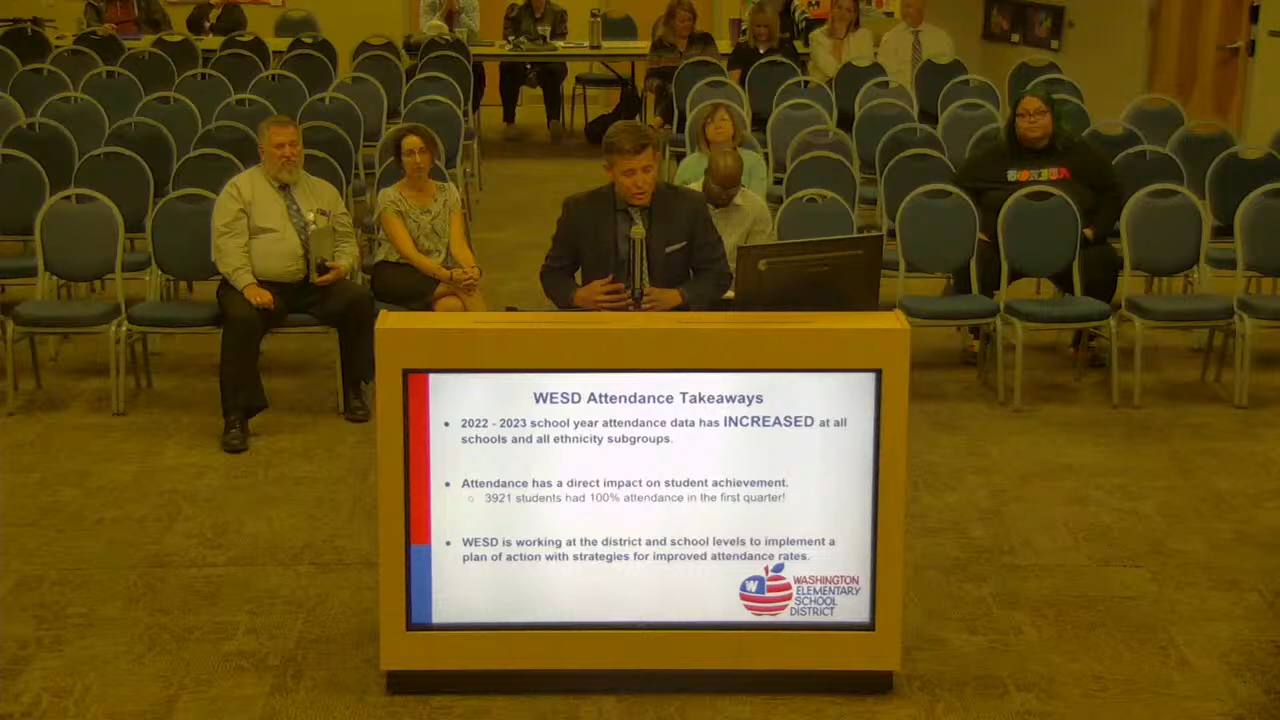 WESD Attendance Takeaways
• 2022 - 2023 school year attendance data has INCREASED at all
schools and all ethnicity subgroups.
• Attendance has a direct impact on student achievement.
○ 3921 students had 100% attendance in the first quarter!
• WESD is working at the district and school levels to implement a
plan of action with strategies for improved attendance rates.
W
WASHINGTON
ELEMENTARY
SCHOOL
DISTRICT